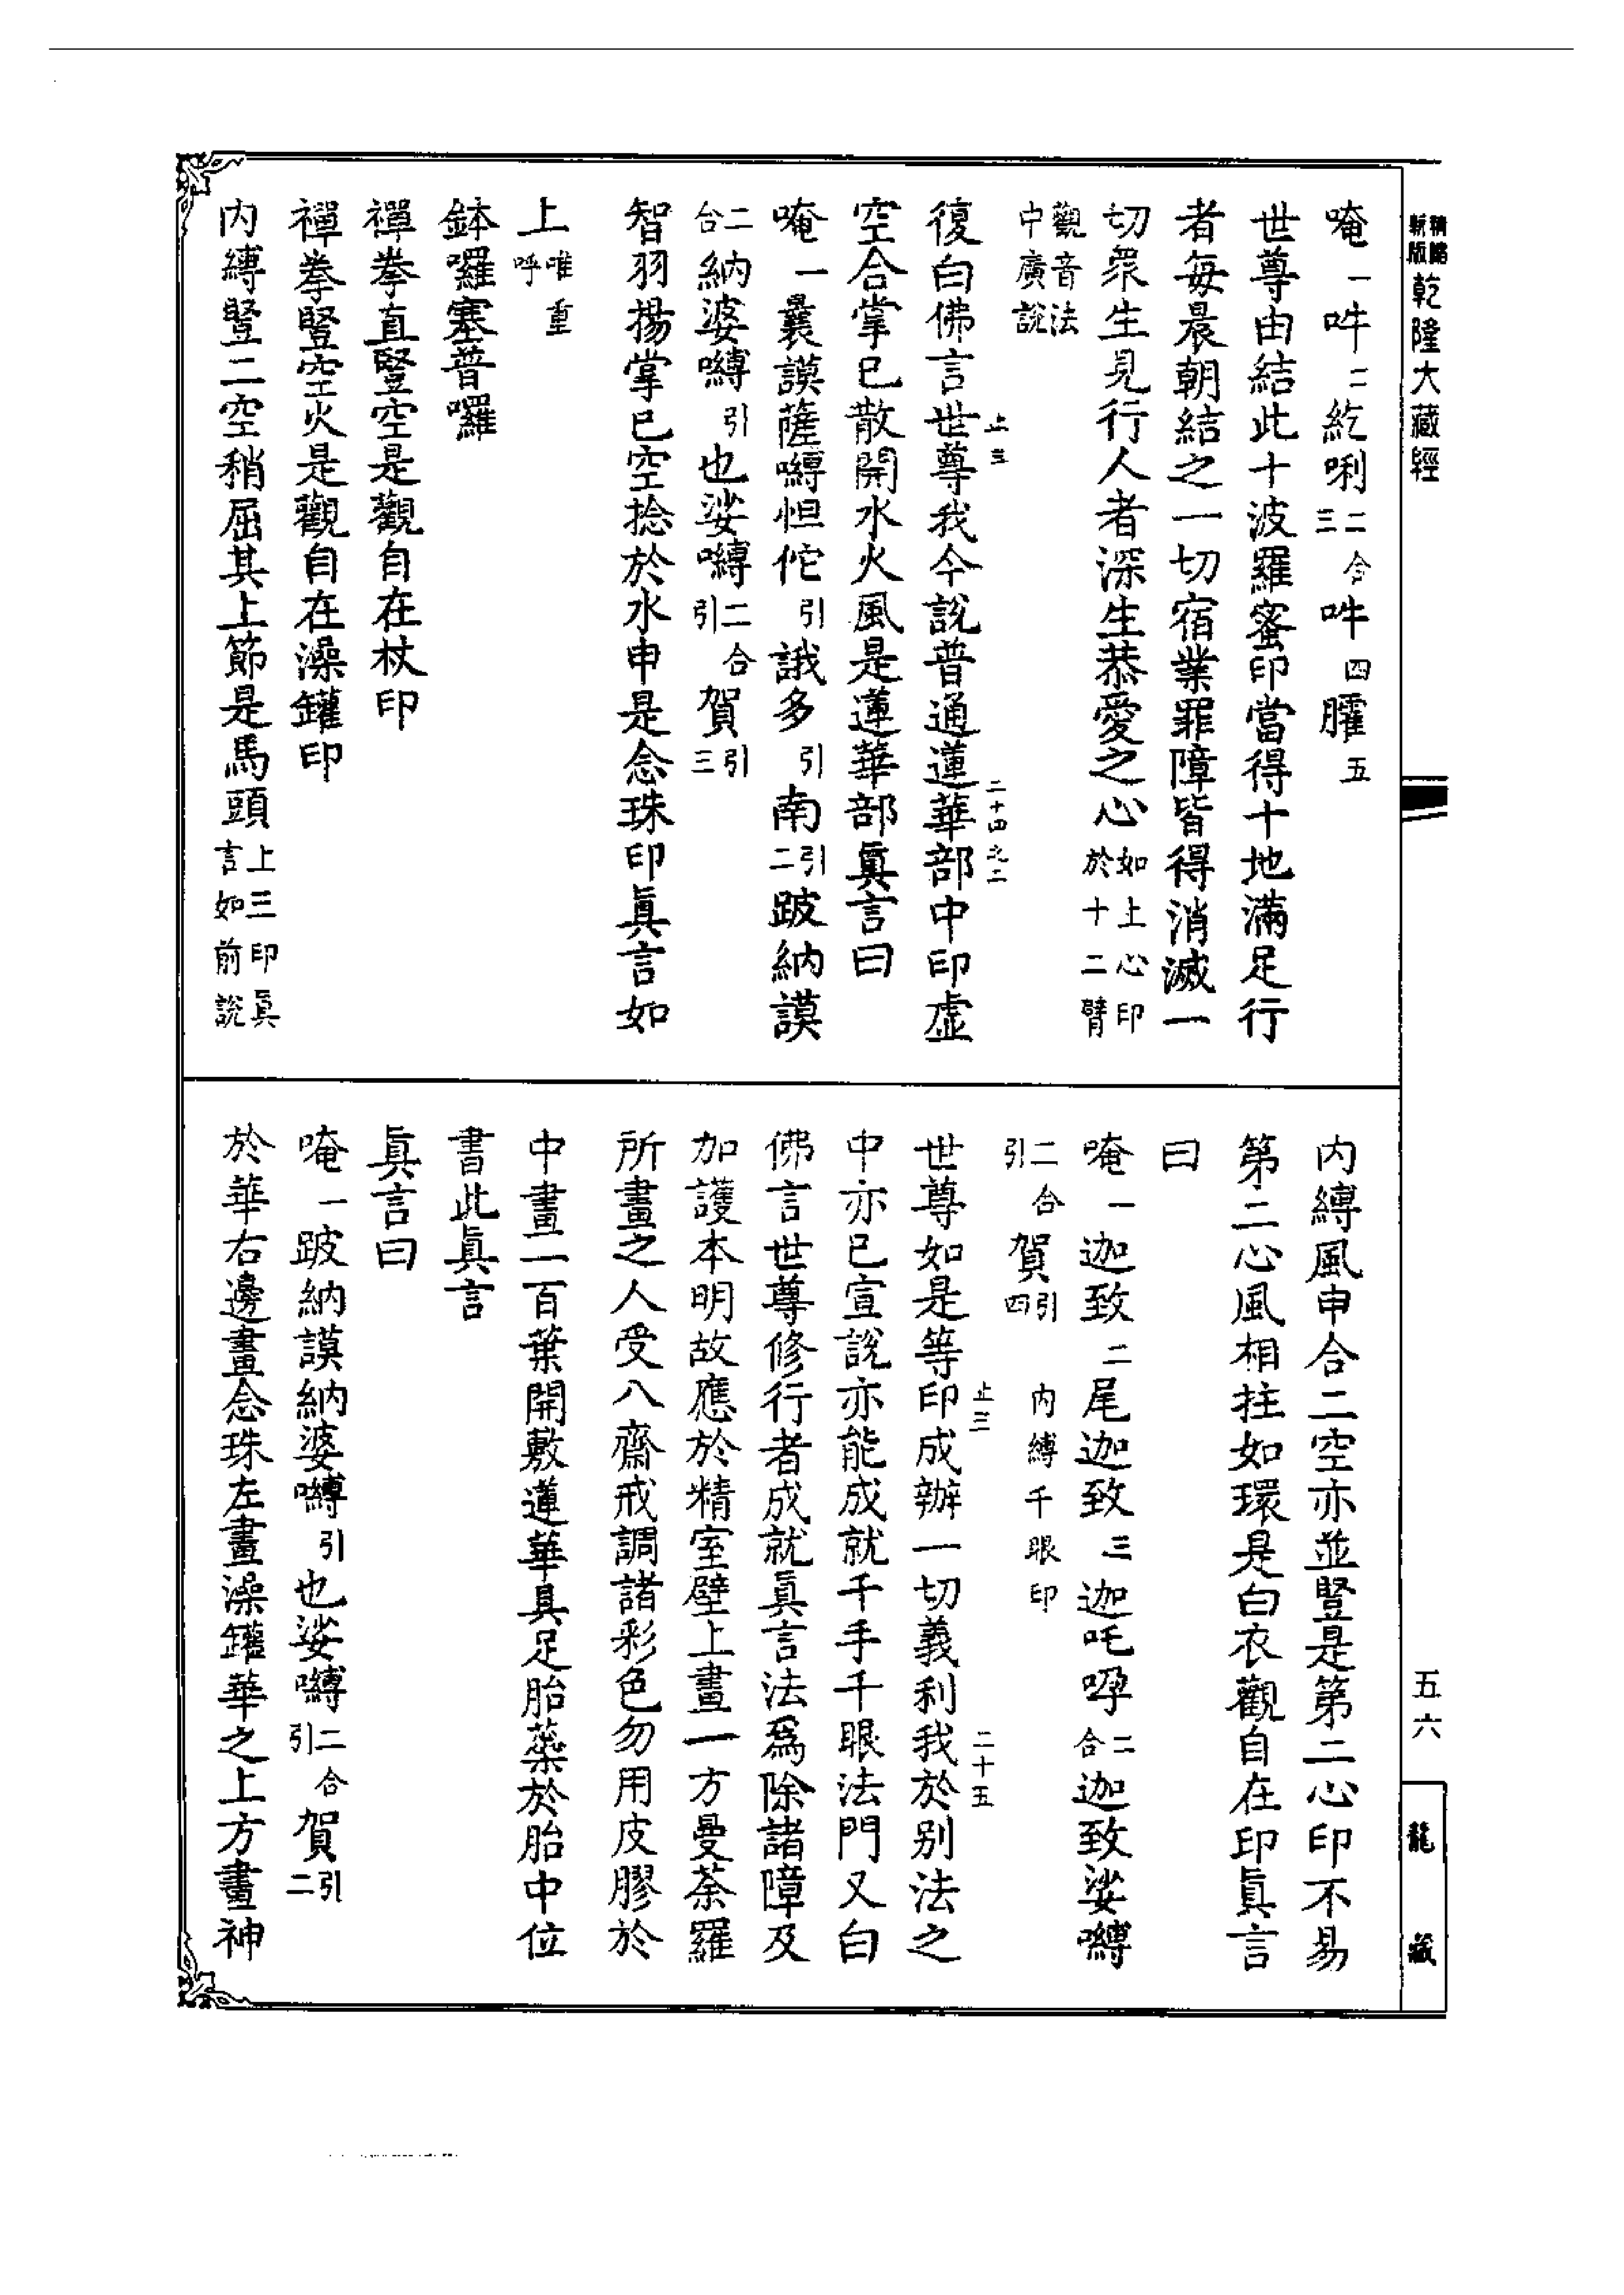 精緻
新版
乾隆大藏經
唵一吽二紇唎二合三吽四臛五
世尊由結此十波羅蜜印當得十地滿足行
者每晨朝結之一切宿業罪障皆得消滅一
切眾生見行人者深生恭愛之心如上心印於十二臂
觀音法中廣說
復白佛言世尊我今說普通蓮華部中印虛
空合掌已散開水火風是蓮華部眞言曰
唵一曩謨薩嚩怛佗引誐多引南引二跛納謨
二合納婆嚩引也娑嚩二合引賀引三
智羽揚掌已空捻於水申是念珠印眞言如
上唯重呼
鉢囉塞普囉
禪拳直豎空是觀自在杖印
禪拳豎空火是觀自在澡罐印
内縛豎二空稍屈其上節是馬頭上三印眞言如前說
二十四之二
内縛風申合二空亦並豎是第二心印不易
第二心風相拄如環是白衣觀自在印眞言
曰
唵一迦致二尾迦致三迦吒㖸二合迦致娑嚩
二合引賀引四 内縛千眼印
世尊如是等印成辦一切義利我於别法之
中亦已宣說亦能成就千手千眼法門又白
佛言世尊修行者成就眞言法爲除諸障及
加護本明故應於精室壁上畫一方曼荼羅
所畫之人受八齋戒調諸彩色勿用皮膠於
中畫一百葉開敷蓮華具足胎蘂於胎中位
書此眞言
眞言曰
唵一跛納謨納婆嚩引也娑嚩二合引賀引二
於華右邊畫念珠左畫澡罐華之上方畫神
止三
二十五
五六
龍藏